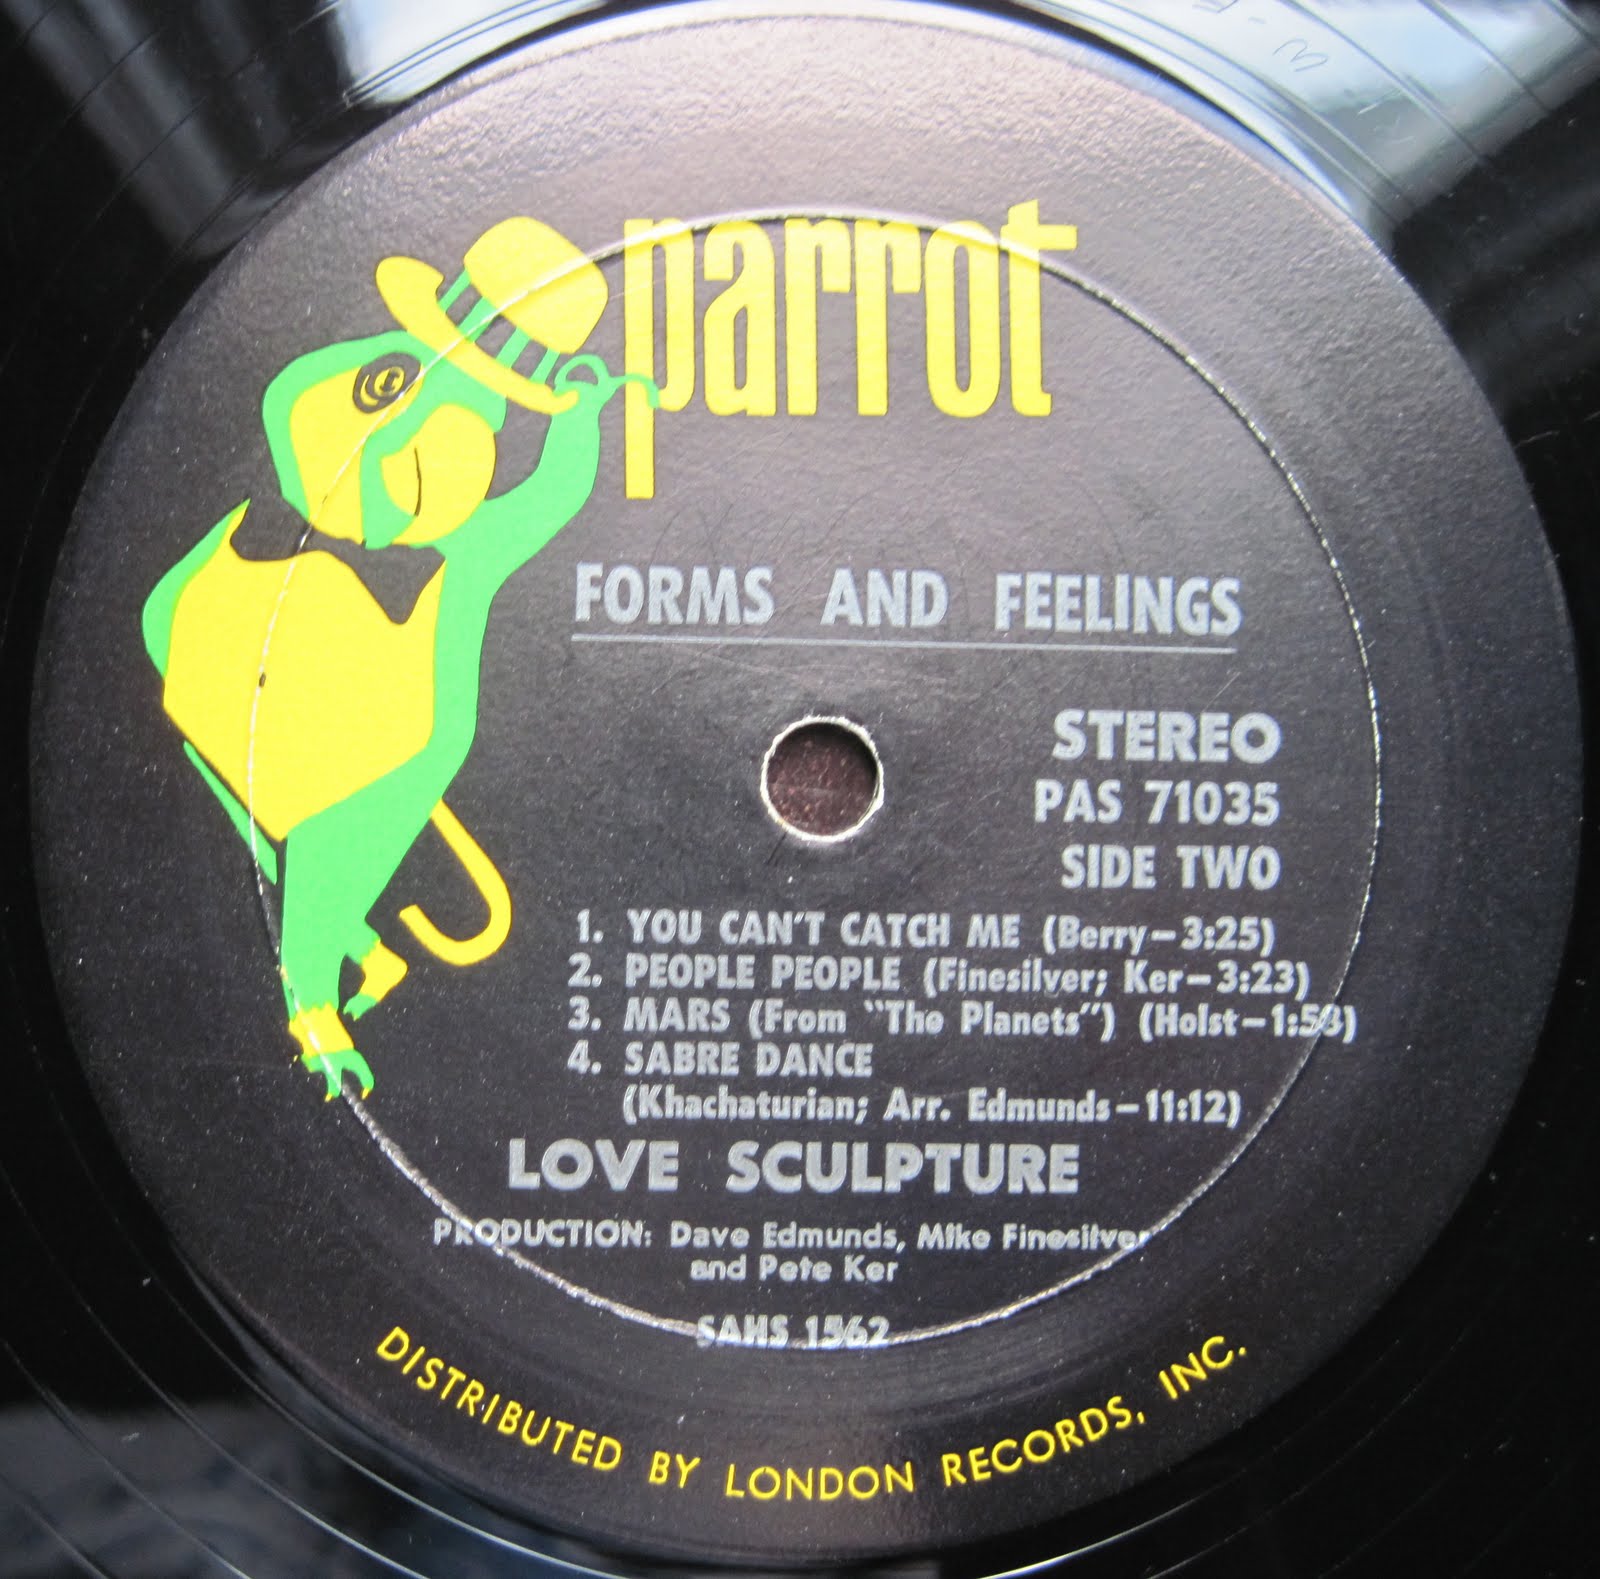 parrot
FORMS AND FEELINGS
STEREO
PAS 71035
SIDE TWO
1. YOU CAN'T CATCH ME (Berry—3:25)
2. PEOPLE PEOPLE (Finesilver; Ker—3:23)
3. MARS (From "The Planets") (Holst—1:58)
4. SABRE DANCE
(Khachaturian; Arr. Edmunds—11:12)
LOVE SCULPTURE
PRODUCTION: Dave Edmunds, Mike Finesilver
and Pete Ker
SAHS 1562
DISTRIBUTED BY LONDON RECORDS, INC.